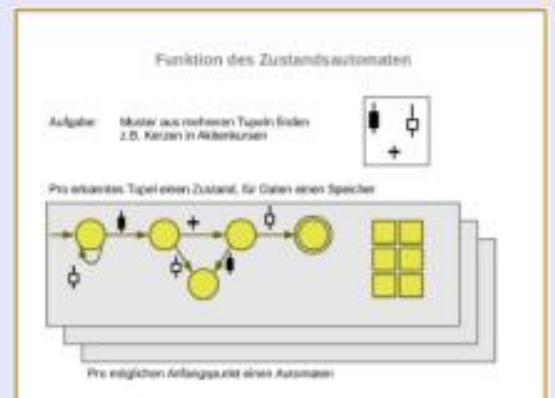 Funktion des Zustandsautomaten
Aufgabe: Muster aus mehreren Tupeln finden
z.B. Kerzen in Aktienkursen
Pro erkanntes Tupel einen Zustand, für Daten einen Speicher
Pro möglichen Anfangspunkt einen Automaten